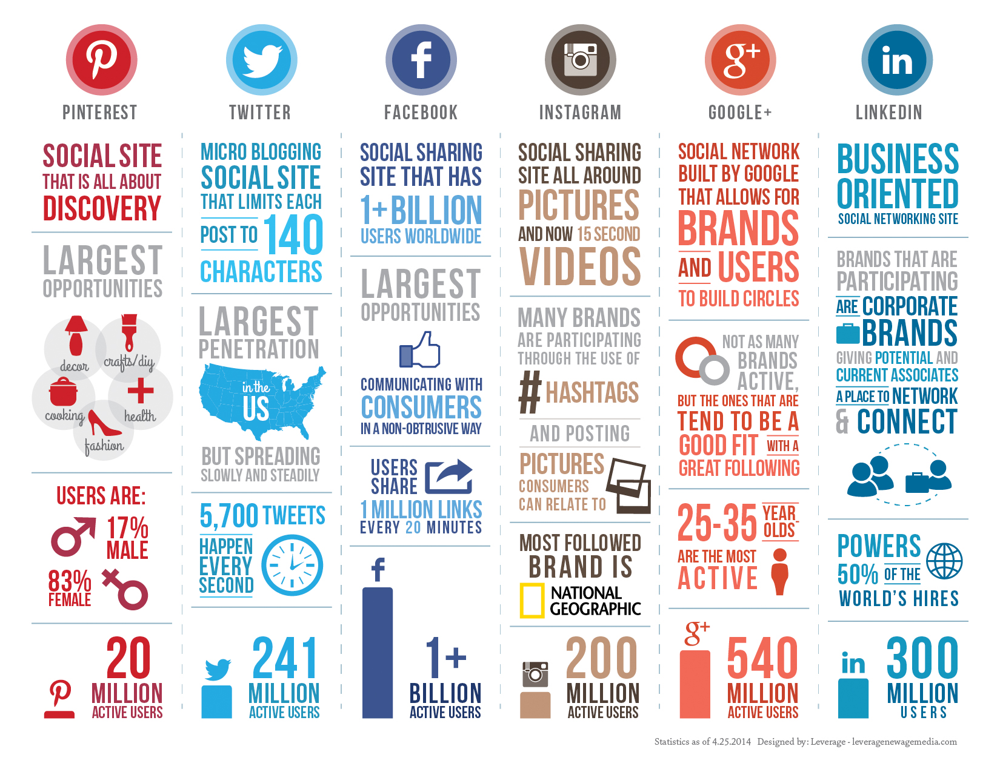 PINTEREST
SOCIAL SITE
THAT IS ALL ABOUT
DISCOVERY
LARGEST
OPPORTUNITIES
decor
crafts/diy
cooking
health
fashion
USERS ARE:
17%
MALE
83%
FEMALE
20
MILLION
ACTIVE USERS
TWITTER
MICRO BLOGGING
SOCIAL SITE
THAT LIMITS EACH
POST TO 140
CHARACTERS
LARGEST
PENETRATION
in the
US
BUT SPREADING
SLOWLY AND STEADILY
5,700 TWEETS
HAPPEN
EVERY
SECOND
241
MILLION
ACTIVE USERS
f
FACEBOOK
SOCIAL SHARING
SITE THAT HAS
1+ BILLION
USERS WORLDWIDE
LARGEST
OPPORTUNITIES
COMMUNICATING WITH
CONSUMERS
IN A NON-OBTRUSIVE WAY
USERS
SHARE
1 MILLION LINKS
EVERY 20 MINUTES
f
1+
BILLION
ACTIVE USERS
INSTAGRAM
SOCIAL SHARING
SITE ALL AROUND
PICTURES
AND NOW 15 SECOND
VIDEOS
MANY BRANDS
ARE PARTICIPATING
THROUGH THE USE OF
# HASHTAGS
AND POSTING
PICTURES
CONSUMERS
CAN RELATE TO
MOST FOLLOWED
BRAND IS
NATIONAL
GEOGRAPHIC
200
MILLION
ACTIVE USERS
g+
GOOGLE+
SOCIAL NETWORK
BUILT BY GOOGLE
THAT ALLOWS FOR
BRANDS
AND USERS
TO BUILD CIRCLES
NOT AS MANY
BRANDS
ACTIVE,
BUT THE ONES THAT ARE
TEND TO BE A
GOOD FIT WITH A
GREAT FOLLOWING
25-35 YEAR
OLDS
ARE THE MOST
ACTIVE
g+
540
MILLION
ACTIVE USERS
in
LINKEDIN
BUSINESS
ORIENTED
SOCIAL NETWORKING SITE
BRANDS THAT ARE
PARTICIPATING
ARE CORPORATE
BRANDS
GIVING POTENTIAL AND
CURRENT ASSOCIATES
A PLACE TO NETWORK
& CONNECT
POWERS
50% OF THE
WORLD'S HIRES
in
300
MILLION
USERS
Statistics as of 4.25.2014 Designed by: Leverage - leveragenewagemedia.com